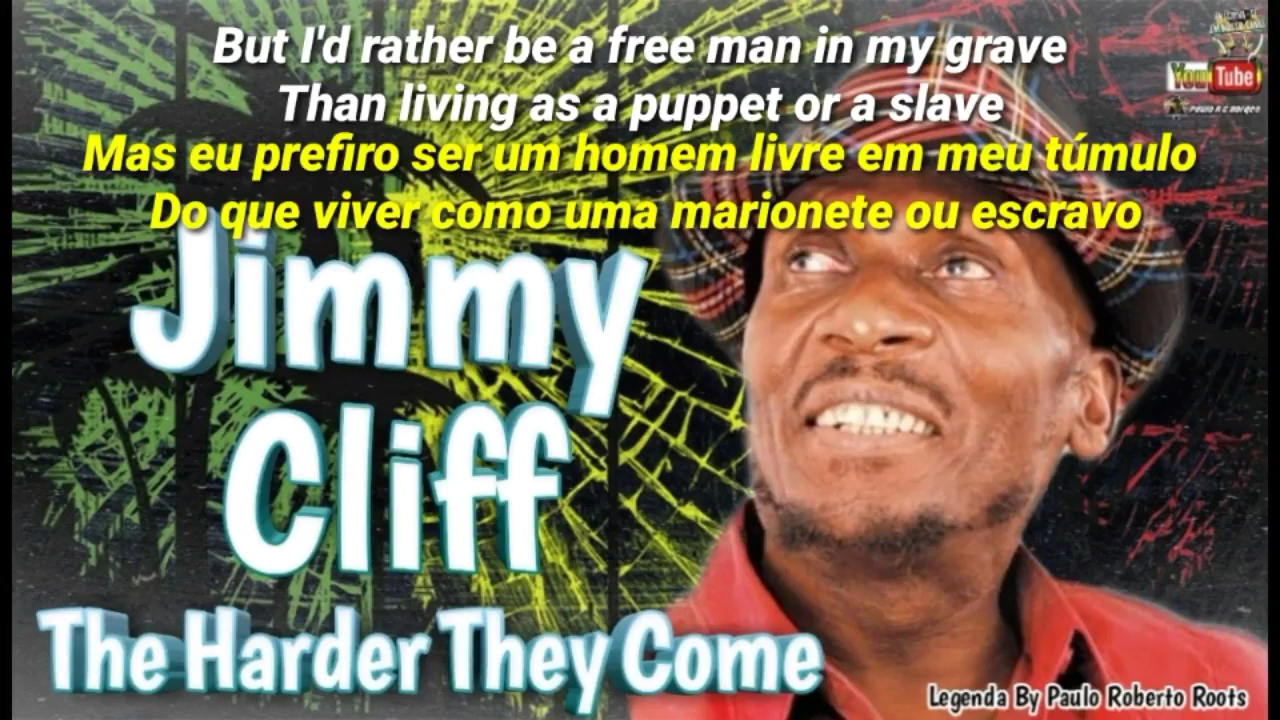 But I'd rather be a free man in my grave
Than living as a puppet or a slave
Mas eu prefiro ser um homem livre em meu túmulo
Do que viver como uma marionete ou escravo
Jimmy
Cliff
The Harder They Come
YouTube
Legenda By Paulo Roberto Roots